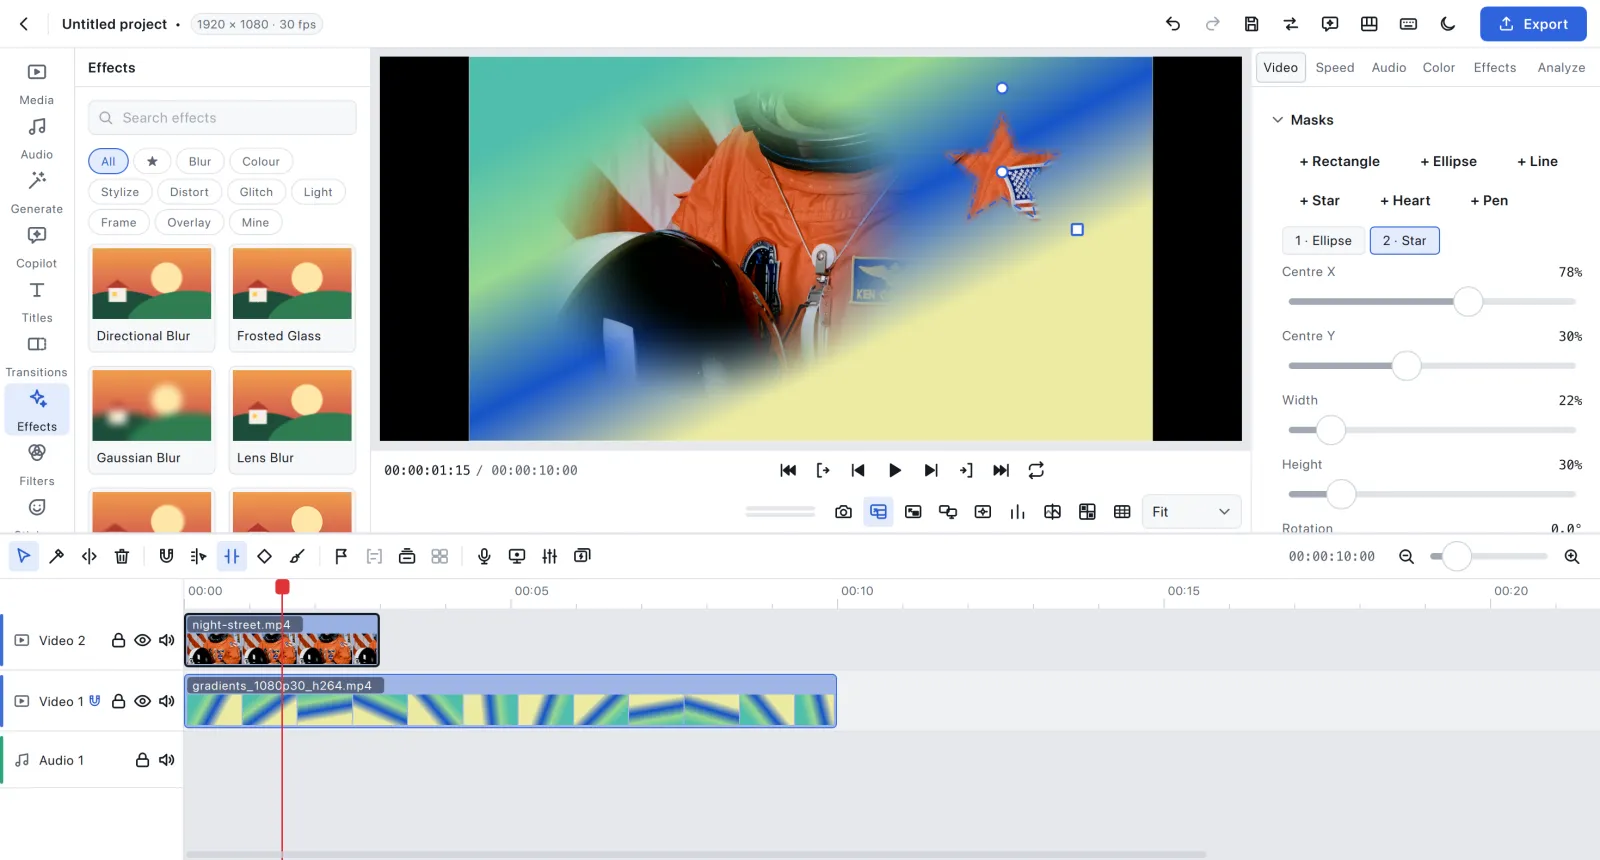 Untitled project • 1920 × 1080 · 30 fps
Export
Media
Audio
Generate
Copilot
Titles
Transitions
Effects
Filters
Effects
Search effects
All ★ Blur Colour
Stylize Distort Glitch Light
Frame Overlay Mine
Directional Blur Frosted Glass
Gaussian Blur Lens Blur
KEN
00:00:01:15 / 00:00:10:00
Fit
Video Speed Audio Color Effects Analyze
Masks
+ Rectangle + Ellipse + Line
+ Star + Heart + Pen
1 · Ellipse 2 · Star
Centre X 78%
Centre Y 30%
Width 22%
Height 30%
Rotation 0.0°
00:00:10:00
00:00 00:05 00:10 00:15 00:20
Video 2
night-street.mp4
Video 1
gradients_1080p30_h264.mp4
Audio 1